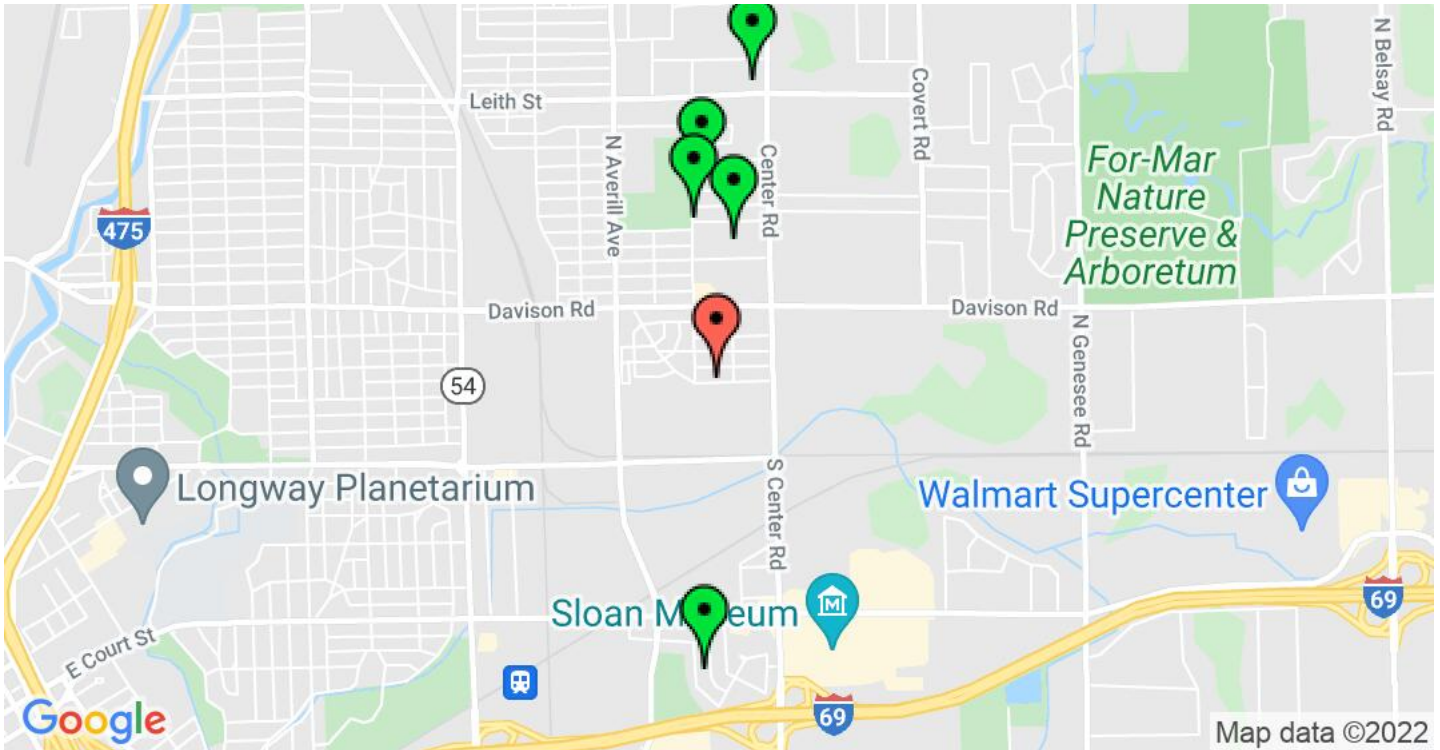 Leith St
N Averill Ave
Center Rd
Covert Rd
N Belsay Rd
For-Mar
Nature
Preserve &
Arboretum
475
Davison Rd
Davison Rd
N Genesee Rd
54
Longway Planetarium
S Center Rd
Walmart Supercenter
Sloan M eum
M
69
E Court St
69
Google
Map data ©2022